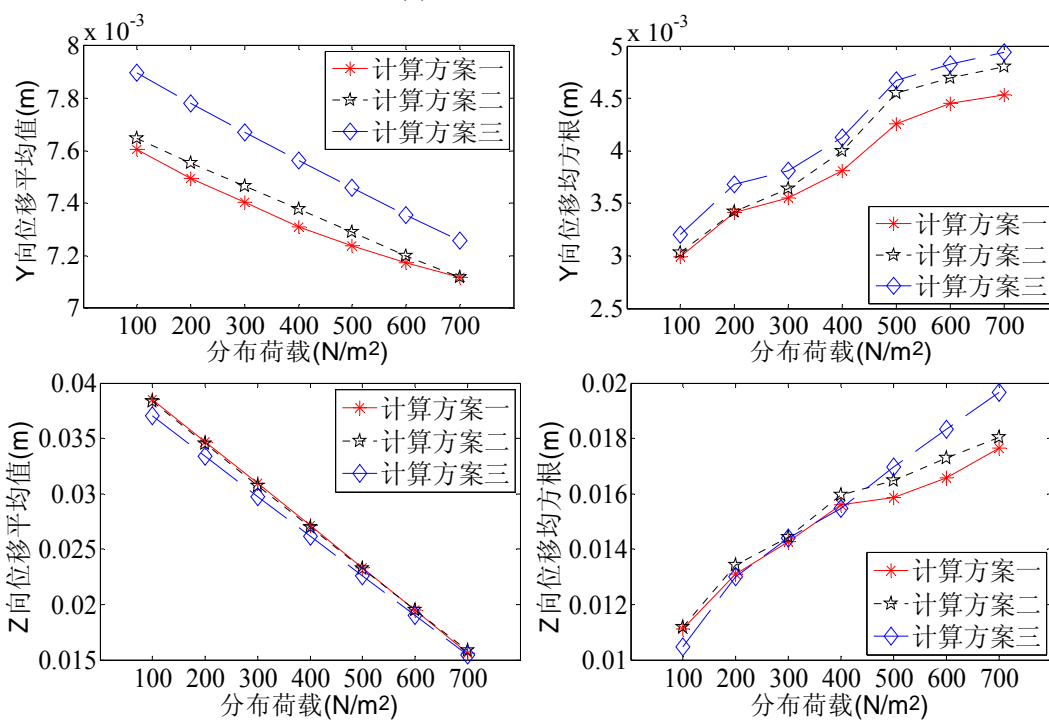 x 10-3
8
7.8
7.6
7.4
7.2
7
Y向位移平均值(m)
计算方案一
计算方案二
计算方案三
100 200 300 400 500 600 700
分布荷载(N/m2)
x 10-3
5
4.5
4
3.5
3
2.5
Y向位移均方根(m)
计算方案一
计算方案二
计算方案三
100 200 300 400 500 600 700
分布荷载(N/m2)
0.04
0.035
0.03
0.025
0.02
0.015
Z向位移平均值(m)
计算方案一
计算方案二
计算方案三
100 200 300 400 500 600 700
分布荷载(N/m2)
0.02
0.018
0.016
0.014
0.012
0.01
Z向位移均方根(m)
计算方案一
计算方案二
计算方案三
100 200 300 400 500 600 700
分布荷载(N/m2)